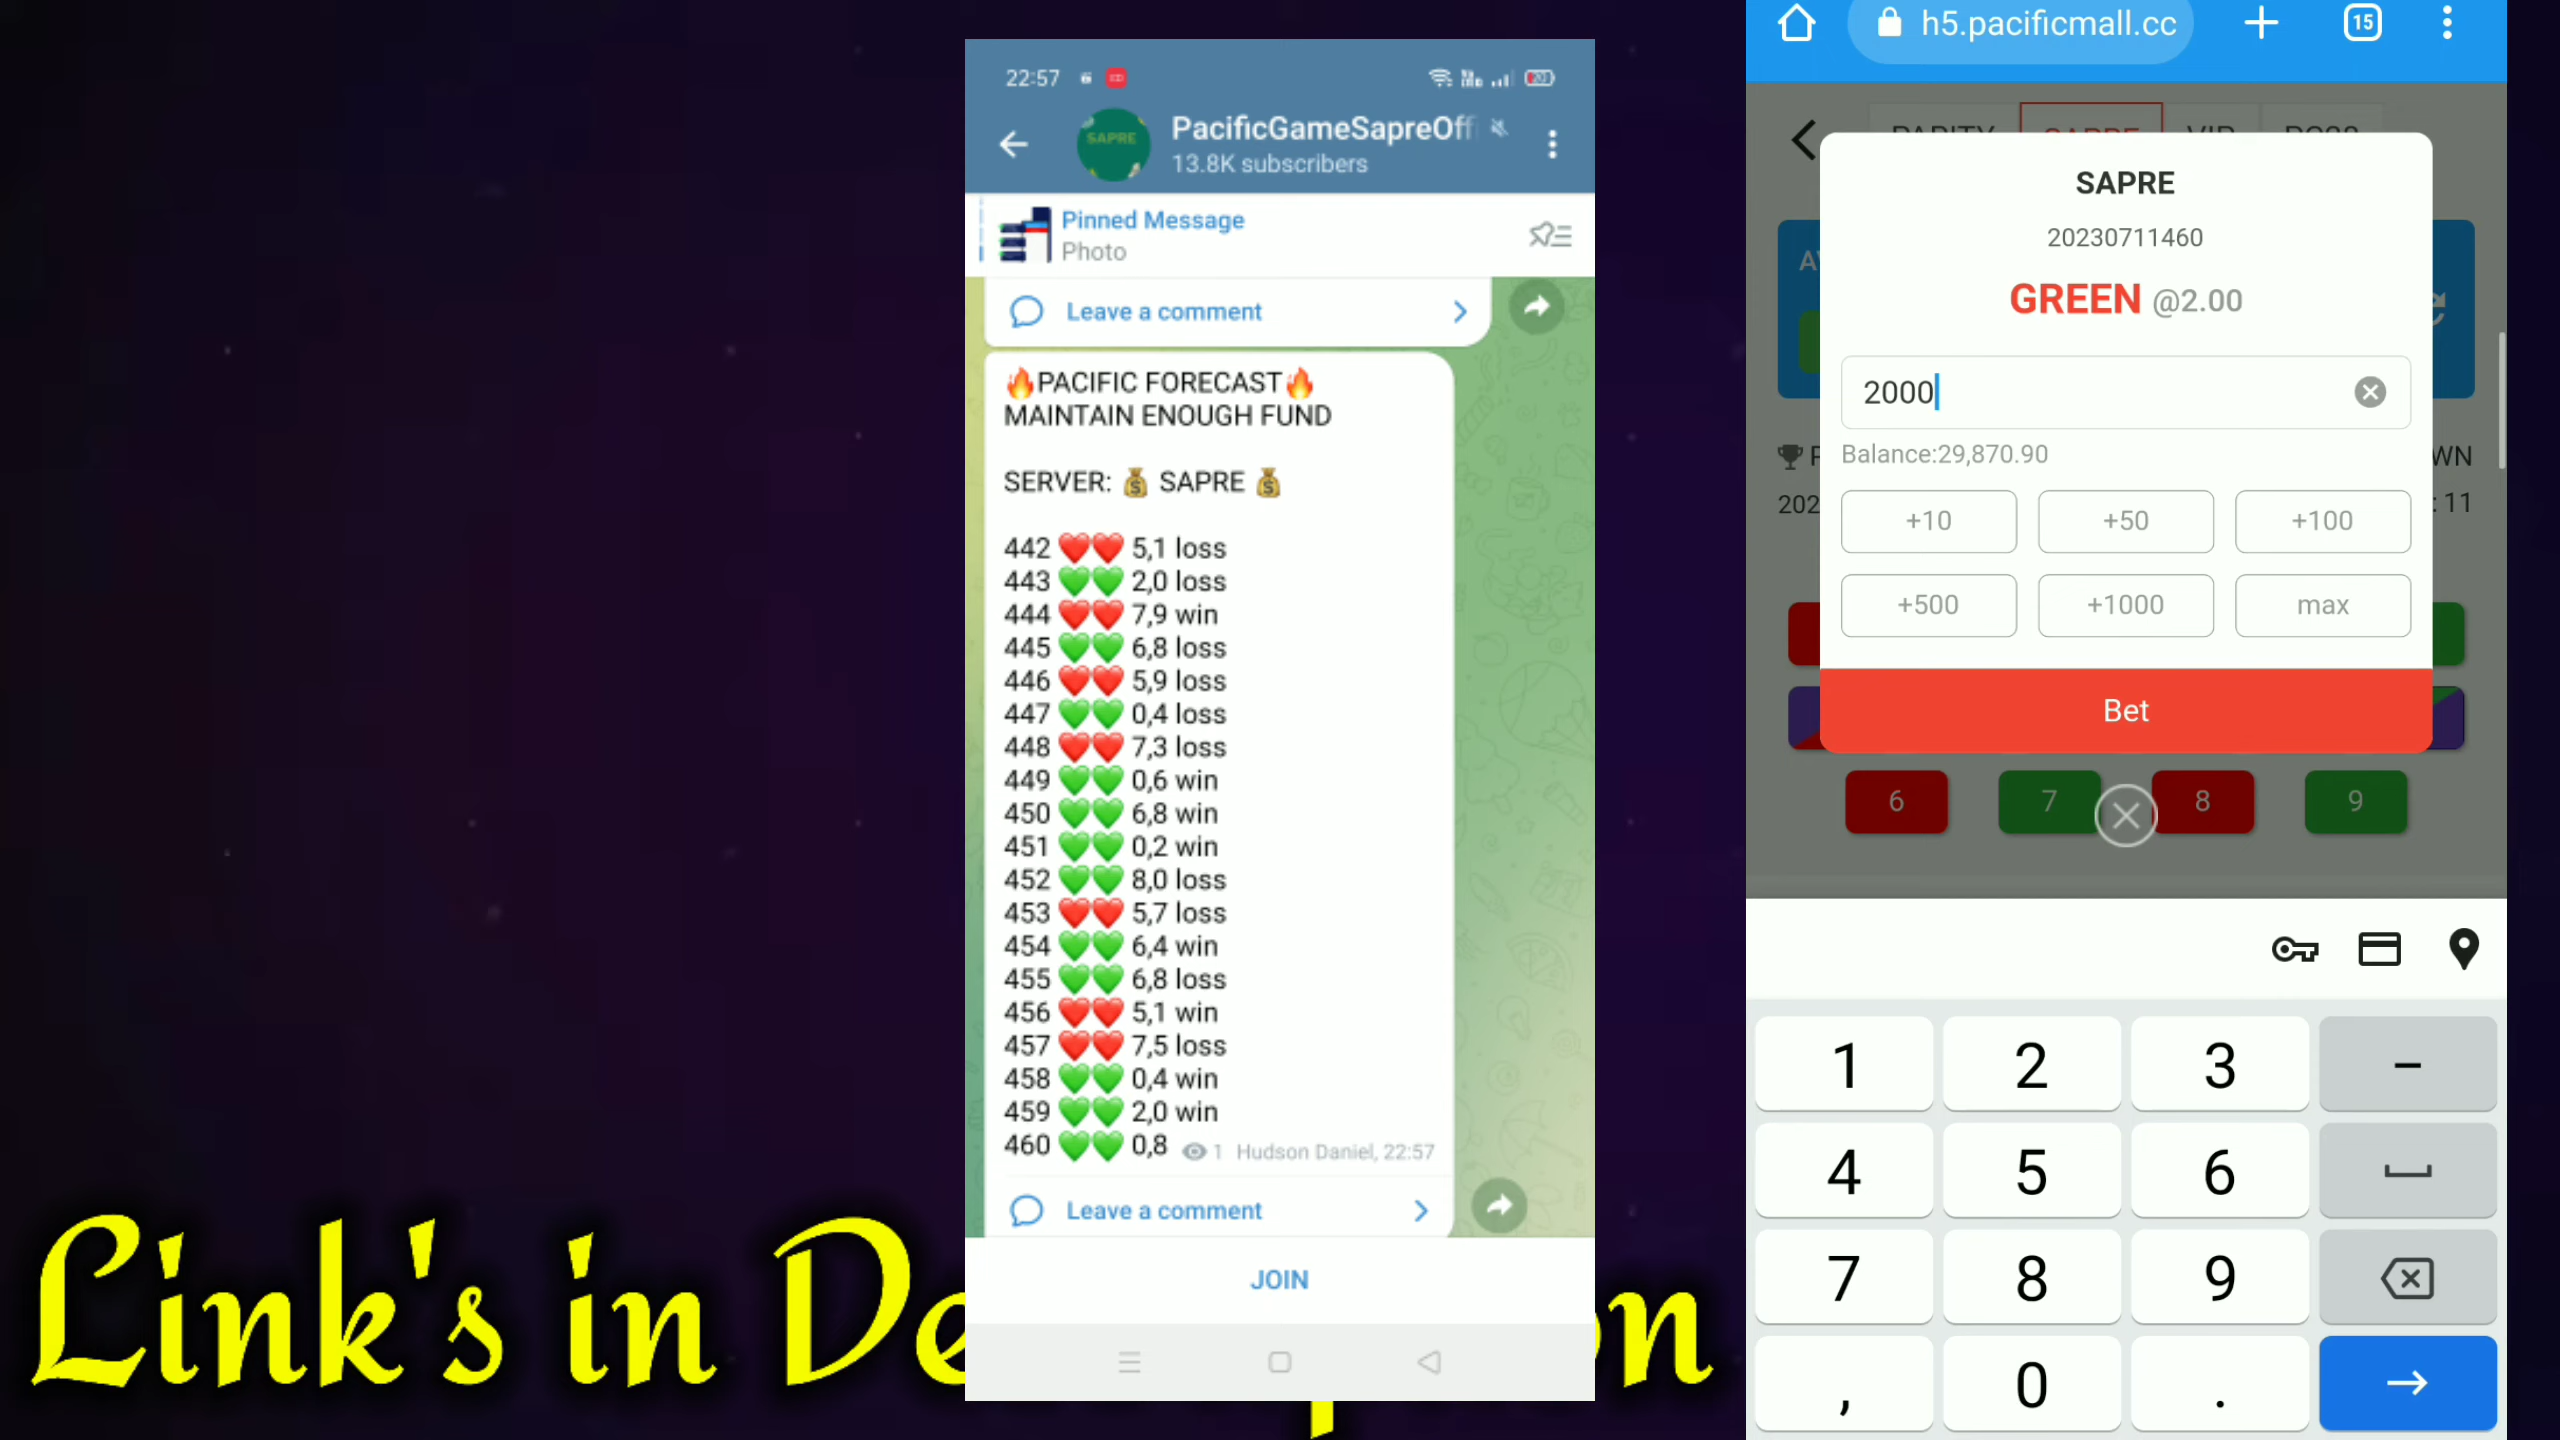 22:57
PacificGameSapreOff
13.8K subscribers
Pinned Message
Photo
Leave a comment
🔥PACIFIC FORECAST🔥
MAINTAIN ENOUGH FUND
SERVER: 💰 SAPRE 💰
442 ❤️❤️ 5,1 loss
443 💚💚 2,0 loss
444 ❤️❤️ 7,9 win
445 💚💚 6,8 loss
446 ❤️❤️ 5,9 loss
447 💚💚 0,4 loss
448 ❤️❤️ 7,3 loss
449 💚💚 0,6 win
450 💚💚 6,8 win
451 💚💚 0,2 win
452 💚💚 8,0 loss
453 ❤️❤️ 5,7 loss
454 💚💚 6,4 win
455 💚💚 6,8 loss
456 ❤️❤️ 5,1 win
457 ❤️❤️ 7,5 loss
458 💚💚 0,4 win
459 💚💚 2,0 win
460 💚💚 0,8 1 Hudson Daniel, 22:57
Leave a comment
JOIN
Link's in De on
h5.pacificmall.cc
15
PARITY SAPRE VIP
SAPRE
20230711460
GREEN @2.00
2000
Balance:29,870.90
WN
202 : 11
+10 +50 +100
+500 +1000 max
Bet
6 7 8 9
1 2 3 –
4 5 6
7 8 9
, 0 .